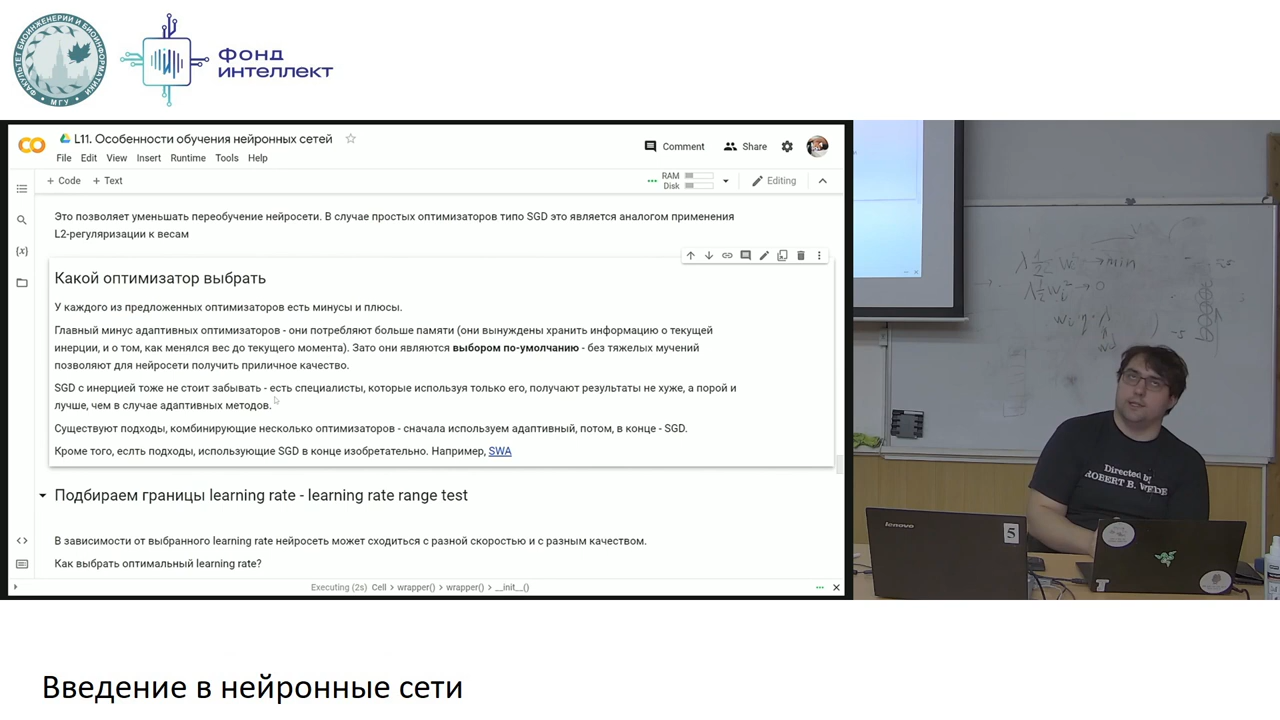 ФАКУЛЬТЕТ БИОИНЖЕНЕРИИ И БИОИНФОРМАТИКИ
МГУ
Фонд
ИНТЕЛЛЕКТ
L11. Особенности обучения нейронных сетей
File Edit View Insert Runtime Tools Help
Comment
Share
+ Code + Text
RAM
Disk
Editing
Это позволяет уменьшать переобучение нейросети. В случае простых оптимизаторов типо SGD это является аналогом применения
L2-регуляризации к весам
Какой оптимизатор выбрать
У каждого из предложенных оптимизаторов есть минусы и плюсы.
Главный минус адаптивных оптимизаторов - они потребляют больше памяти (они вынуждены хранить информацию о текущей
инерции, и о том, как менялся вес до текущего момента). Зато они являются выбором по-умолчанию - без тяжелых мучений
позволяют для нейросети получить приличное качество.
SGD с инерцией тоже не стоит забывать - есть специалисты, которые используя только его, получают результаты не хуже, а порой и
лучше, чем в случае адаптивных методов.
Существуют подходы, комбинирующие несколько оптимизаторов - сначала используем адаптивный, потом, в конце - SGD.
Кроме того, еслть подходы, использующие SGD в конце изобретательно. Например, SWA
Подбираем границы learning rate - learning rate range test
В зависимости от выбранного learning rate нейросеть может сходиться с разной скоростью и с разным качеством.
Как выбрать оптимальный learning rate?
Executing (2s) Cell > wrapper() > wrapper() > __init__()
Directed by
ROBERT B. WEIDE
lenovo
5
Введение в нейронные сети